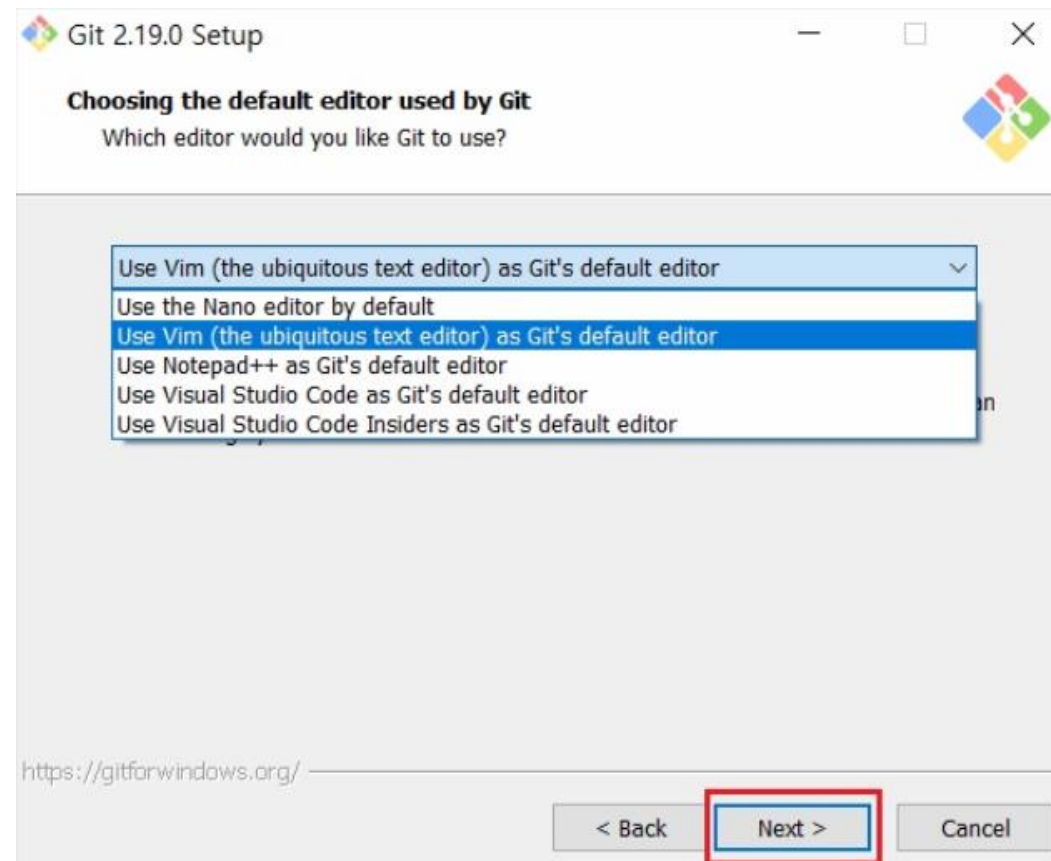 Git 2.19.0 Setup
Choosing the default editor used by Git
Which editor would you like Git to use?
Use Vim (the ubiquitous text editor) as Git's default editor
Use the Nano editor by default
Use Vim (the ubiquitous text editor) as Git's default editor
Use Notepad++ as Git's default editor
Use Visual Studio Code as Git's default editor
Use Visual Studio Code Insiders as Git's default editor
https://gitforwindows.org/
< Back Next > Cancel